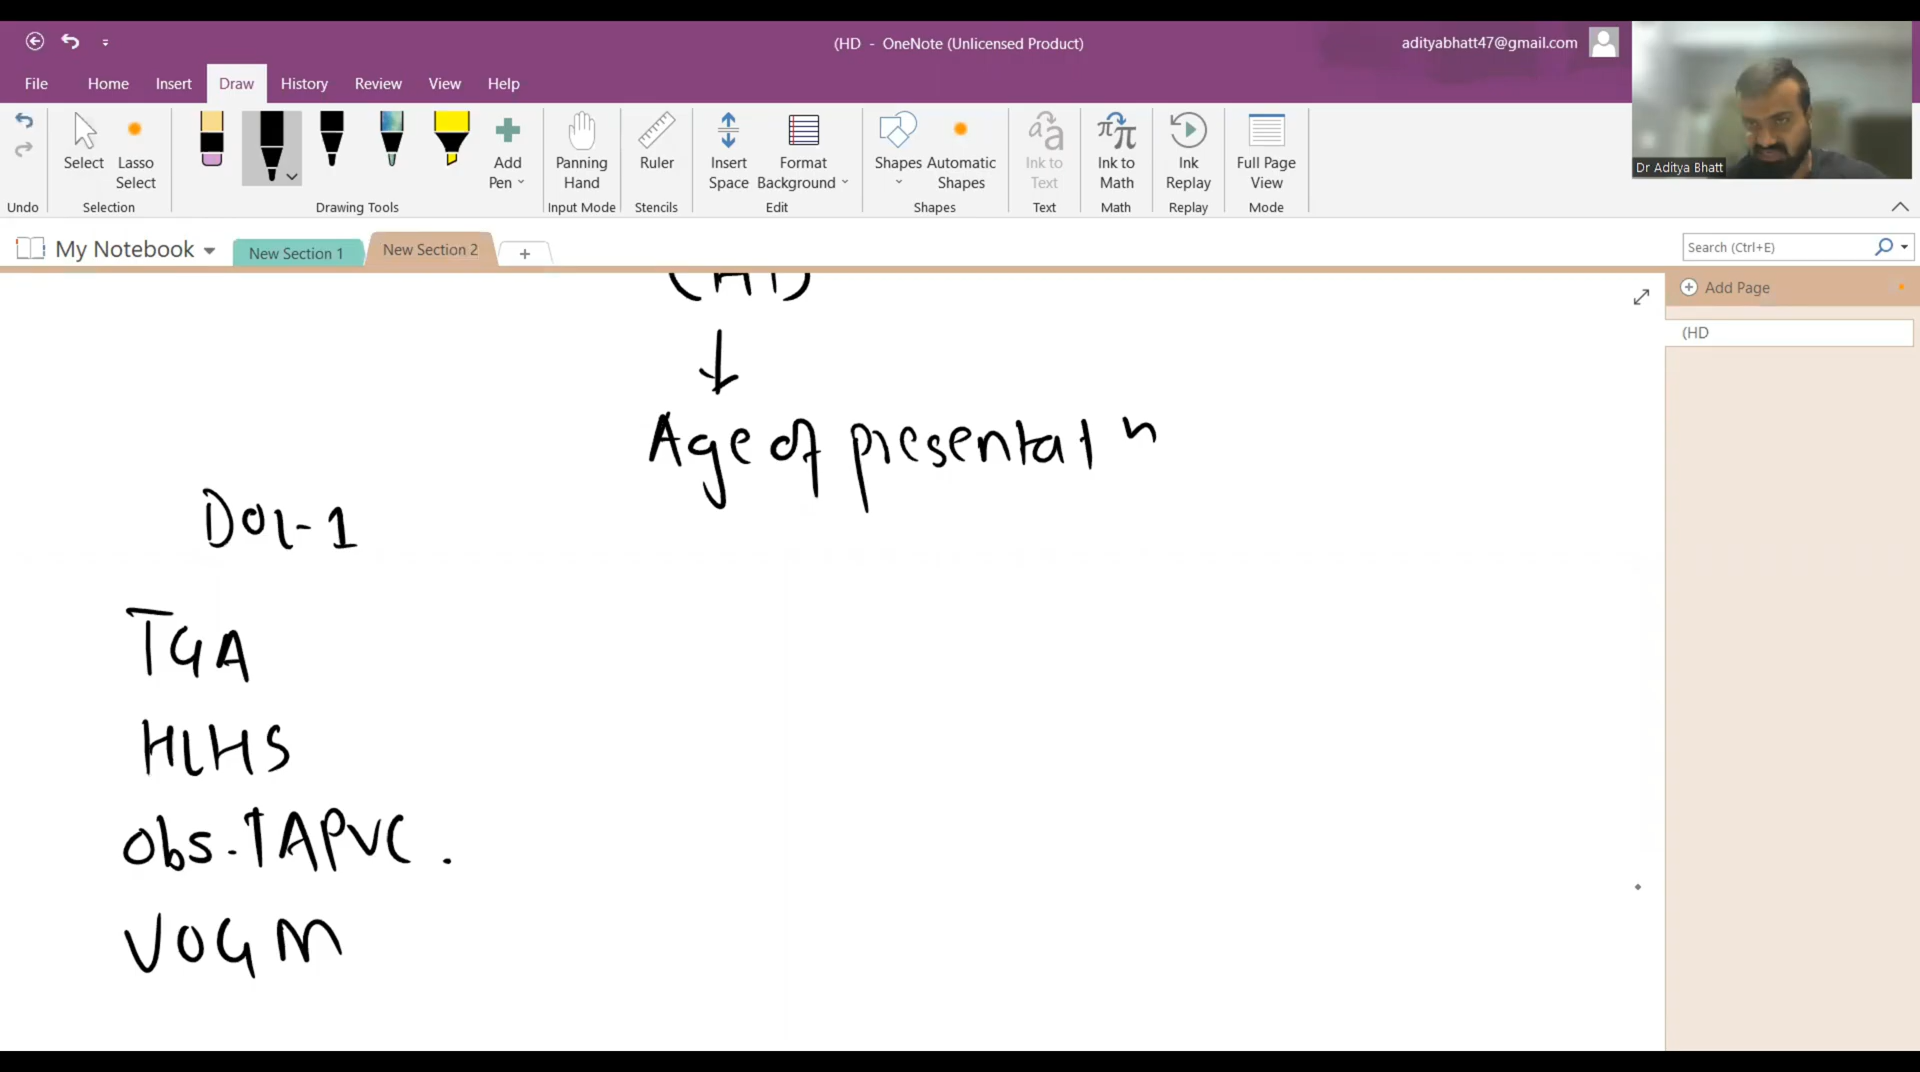 (HD - OneNote (Unlicensed Product)
adityabhatt47@gmail.com
File Home Insert Draw History Review View Help
Select
Lasso Select
Add Pen
Panning Hand
Ruler
Insert Space
Format Background
Shapes
Automatic Shapes
Ink to Text
Ink to Math
Ink Replay
Full Page View
Dr Aditya Bhatt
Undo Selection Drawing Tools Input Mode Stencils Edit Shapes Text Math Replay Mode
My Notebook New Section 1 New Section 2
Search (Ctrl+E)
Add Page
(HD
Age of presentat n
DOL-1
TGA
HLHS
Obs. TAPVC.
VOGM